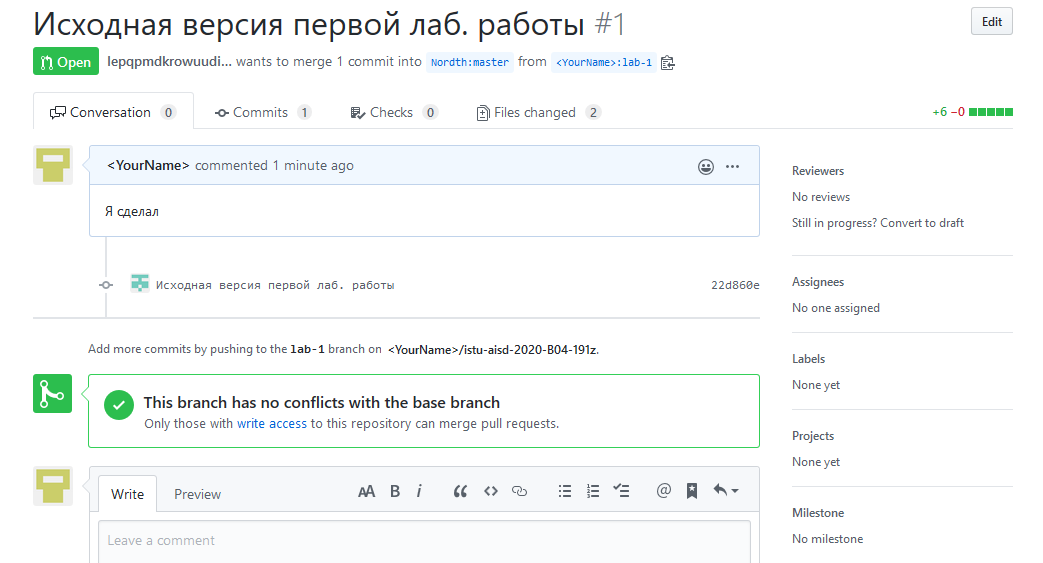 Исходная версия первой лаб. работы #1
Edit
Open
lepqpmdkrowuudi... wants to merge 1 commit into Nordth:master from <YourName>:lab-1
Conversation 0
Commits 1
Checks 0
Files changed 2
+6 −0
<YourName> commented 1 minute ago
Я сделал
Исходная версия первой лаб. работы 22d860e
Add more commits by pushing to the lab-1 branch on <YourName>/istu-aisd-2020-B04-191z.
This branch has no conflicts with the base branch
Only those with write access to this repository can merge pull requests.
Write
Preview
AA B i
@
Leave a comment
Reviewers
No reviews
Still in progress? Convert to draft
Assignees
No one assigned
Labels
None yet
Projects
None yet
Milestone
No milestone